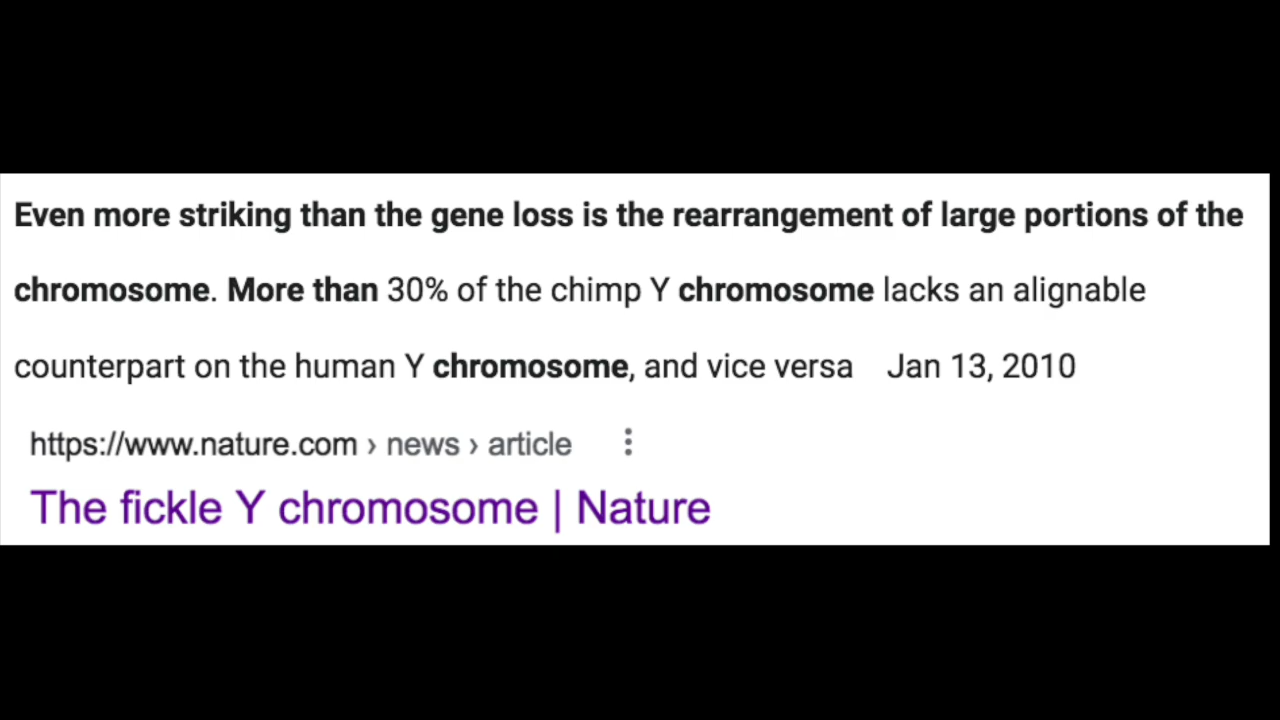 Even more striking than the gene loss is the rearrangement of large portions of the
chromosome. More than 30% of the chimp Y chromosome lacks an alignable
counterpart on the human Y chromosome, and vice versa Jan 13, 2010
https://www.nature.com › news › article
The fickle Y chromosome | Nature